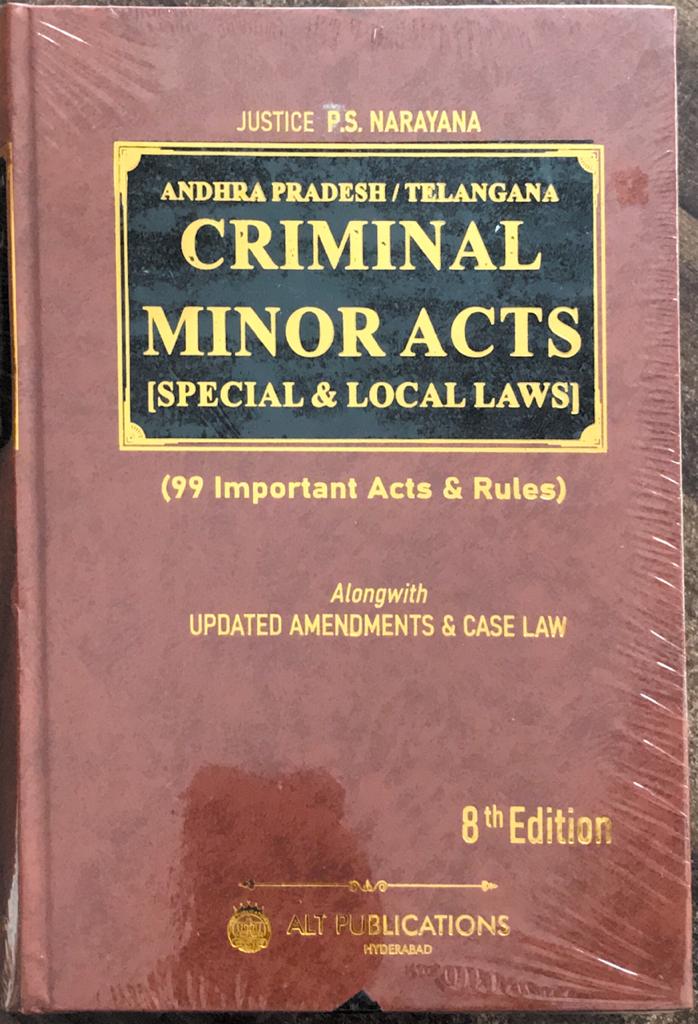 JUSTICE P.S. NARAYANA
ANDHRA PRADESH / TELANGANA
CRIMINAL
MINOR ACTS
[SPECIAL & LOCAL LAWS]
(99 Important Acts & Rules)
Alongwith
UPDATED AMENDMENTS & CASE LAW
8th Edition
ALT PUBLICATIONS
HYDERABAD